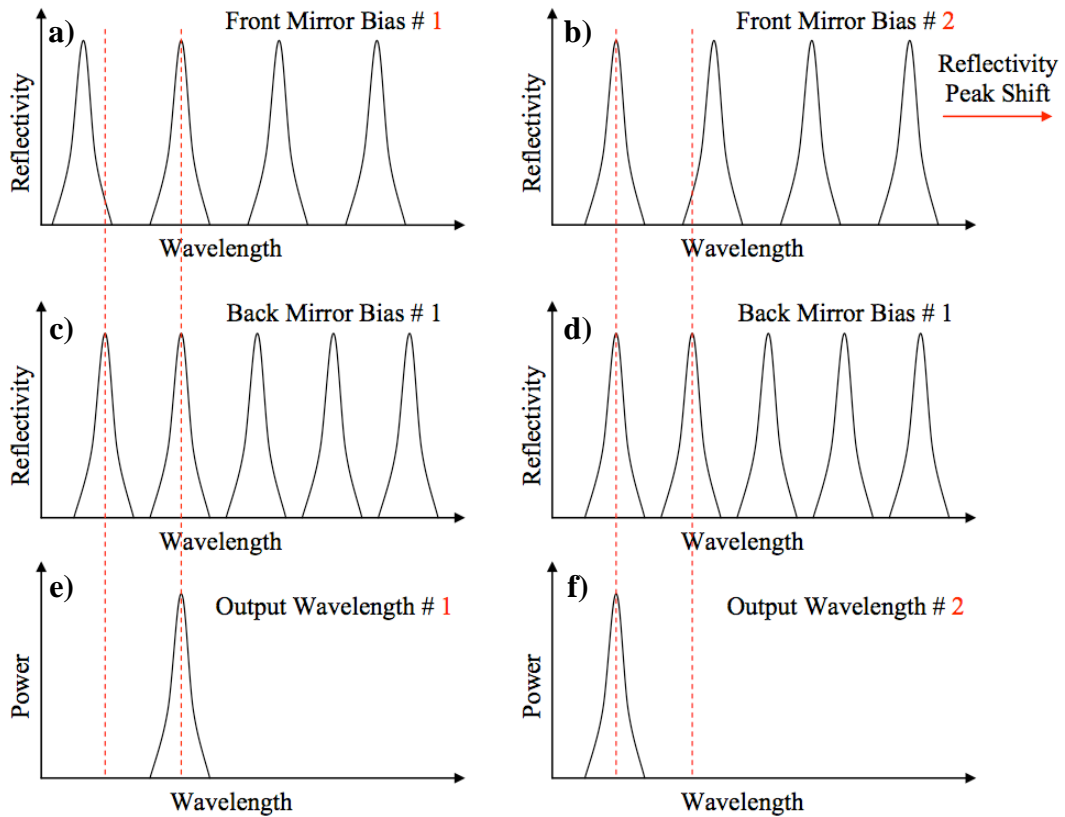 a)
Front Mirror Bias # 1
Reflectivity
Wavelength
b)
Front Mirror Bias # 2
Reflectivity
Peak Shift
Reflectivity
Wavelength
c)
Back Mirror Bias # 1
Reflectivity
Wavelength
d)
Back Mirror Bias # 1
Reflectivity
Wavelength
e)
Output Wavelength # 1
Power
Wavelength
f)
Output Wavelength # 2
Power
Wavelength